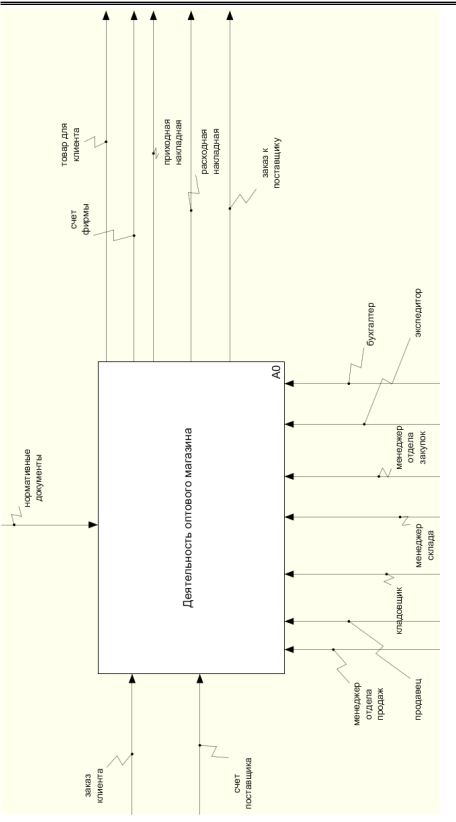 нормативные
документы
заказ
клиента
счет
поставщика
Деятельность оптового магазина
A0
товар для
клиента
счет
фирмы
приходная
накладная
расходная
накладная
заказ к
поставщику
менеджер
отдела
продаж
продавец
кладовщик
менеджер
склада
менеджер
отдела
закупок
экспедитор
бухгалтер